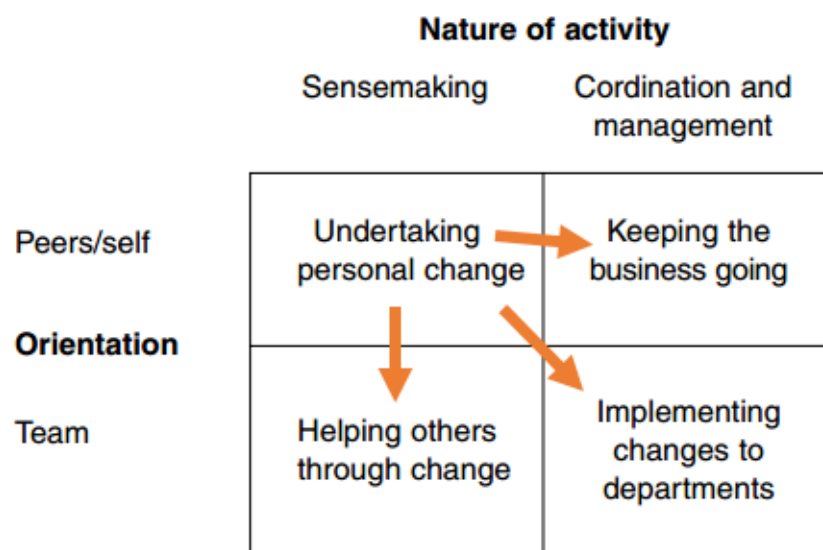 Nature of activity
Sensemaking
Cordination and
management
Peers/self
Undertaking
personal change
Keeping the
business going
Orientation
Team
Helping others
through change
Implementing
changes to
departments